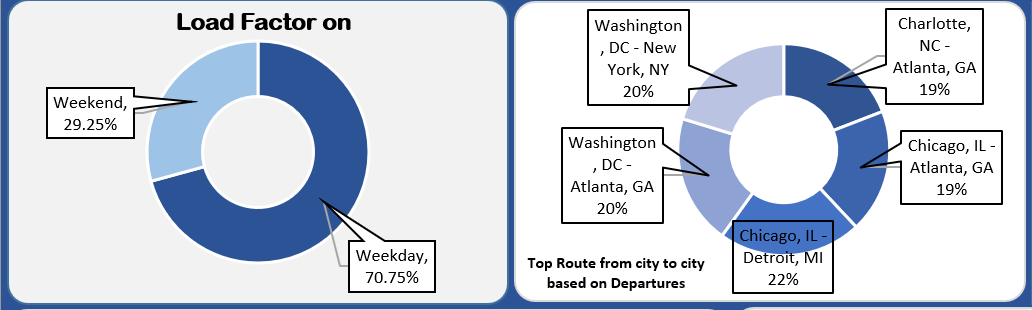 Load Factor on
Weekend,
29.25%
Weekday,
70.75%
Washington
, DC - New
York, NY
20%
Charlotte,
NC -
Atlanta, GA
19%
Washington
, DC -
Atlanta, GA
20%
Chicago, IL -
Atlanta, GA
19%
Chicago, IL -
Detroit, MI
22%
Top Route from city to city
based on Departures